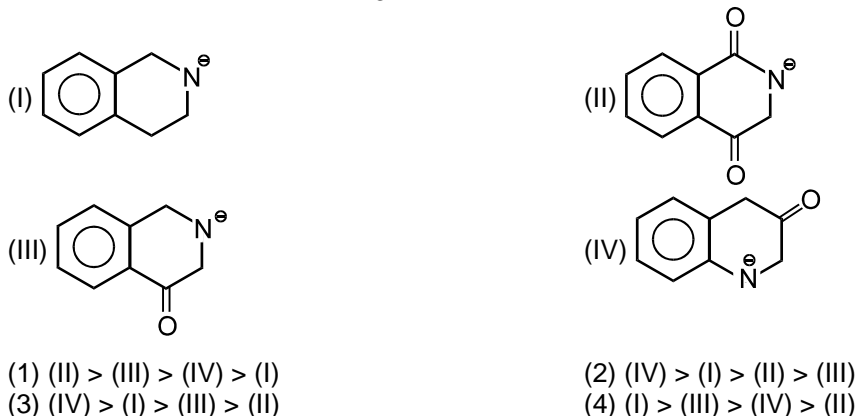 (I) N⊖
(II) O N⊖ O
(III) N⊖ O
(IV) O N⊖
(1) (II) > (III) > (IV) > (I)
(2) (IV) > (I) > (II) > (III)
(3) (IV) > (I) > (III) > (II)
(4) (I) > (III) > (IV) > (II)